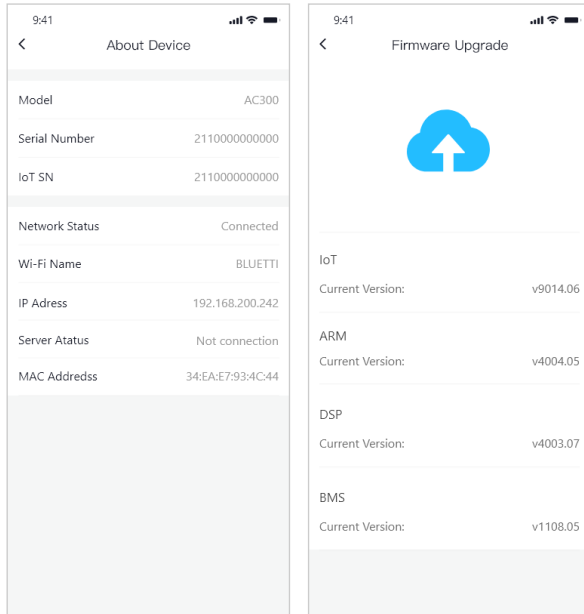 9:41
About Device
Model AC300
Serial Number 2110000000000
IoT SN 2110000000000
Network Status Connected
Wi-Fi Name BLUETTI
IP Adress 192.168.200.242
Server Atatus Not connection
MAC Addredss 34:EA:E7:93:4C:44
9:41
Firmware Upgrade
IoT
Current Version: v9014.06
ARM
Current Version: v4004.05
DSP
Current Version: v4003.07
BMS
Current Version: v1108.05